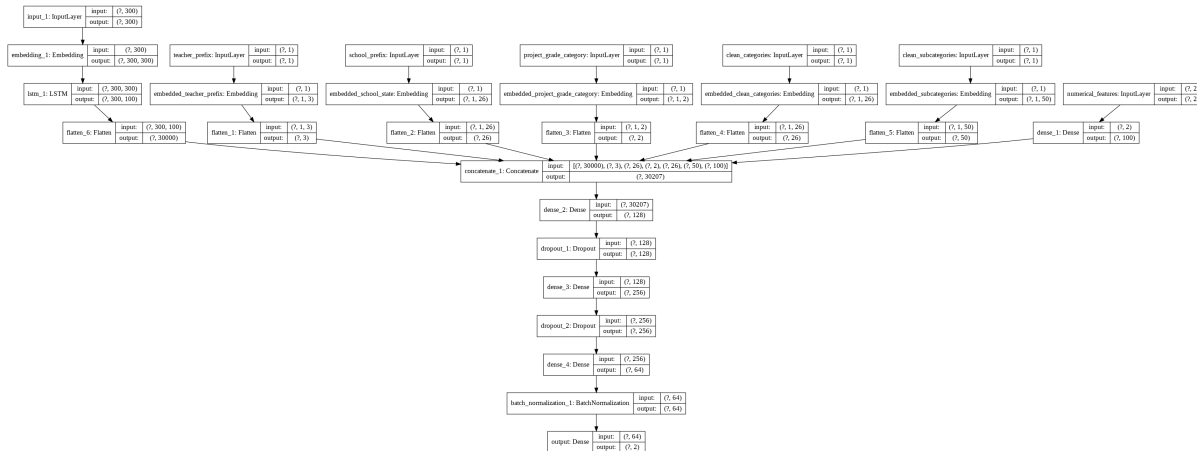 input_1: InputLayer input: (?, 300)
output: (?, 300)
embedding_1: Embedding input: (?, 300)
output: (?, 300, 300)
teacher_prefix: InputLayer input: (?, 1)
output: (?, 1)
school_prefix: InputLayer input: (?, 1)
output: (?, 1)
project_grade_category: InputLayer input: (?, 1)
output: (?, 1)
clean_categories: InputLayer input: (?, 1)
output: (?, 1)
clean_subcategories: InputLayer input: (?, 1)
output: (?, 1)
lstm_1: LSTM input: (?, 300, 300)
output: (?, 300, 100)
embedded_teacher_prefix: Embedding input: (?, 1)
output: (?, 1, 3)
embedded_school_state: Embedding input: (?, 1)
output: (?, 1, 26)
embedded_project_grade_category: Embedding input: (?, 1)
output: (?, 1, 2)
embedded_clean_categories: Embedding input: (?, 1)
output: (?, 1, 26)
embedded_subcategories: Embedding input: (?, 1)
output: (?, 1, 50)
numerical_features: InputLayer input: (?, 2
output: (?, 2
flatten_6: Flatten input: (?, 300, 100)
output: (?, 30000)
flatten_1: Flatten input: (?, 1, 3)
output: (?, 3)
flatten_2: Flatten input: (?, 1, 26)
output: (?, 26)
flatten_3: Flatten input: (?, 1, 2)
output: (?, 2)
flatten_4: Flatten input: (?, 1, 26)
output: (?, 26)
flatten_5: Flatten input: (?, 1, 50)
output: (?, 50)
dense_1: Dense input: (?, 2)
output: (?, 100)
concatenate_1: Concatenate input: [(?, 30000), (?, 3), (?, 26), (?, 2), (?, 26), (?, 50), (?, 100)]
output: (?, 30207)
dense_2: Dense input: (?, 30207)
output: (?, 128)
dropout_1: Dropout input: (?, 128)
output: (?, 128)
dense_3: Dense input: (?, 128)
output: (?, 256)
dropout_2: Dropout input: (?, 256)
output: (?, 256)
dense_4: Dense input: (?, 256)
output: (?, 64)
batch_normalization_1: BatchNormalization input: (?, 64)
output: (?, 64)
output: Dense input: (?, 64)
output: (?, 2)